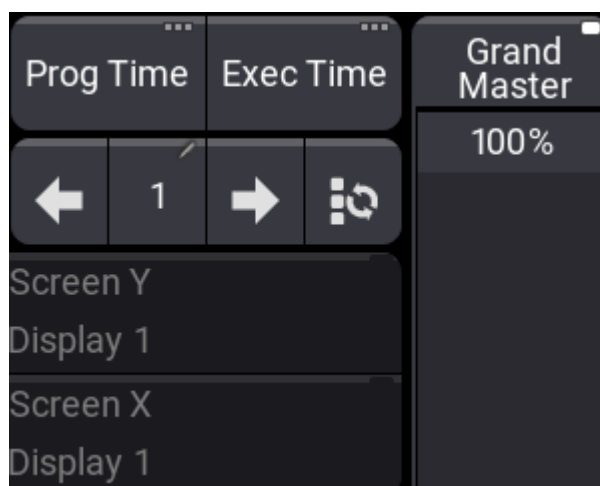 Prog Time
Exec Time
Grand
Master
100%
1
Screen Y
Display 1
Screen X
Display 1